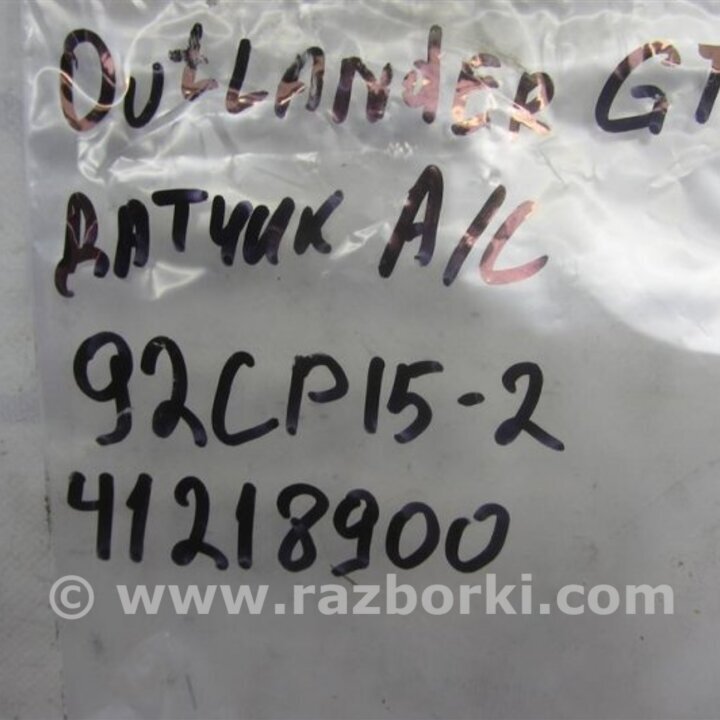 OutLANdER GT
ДАТЧИК A/C
92CP15-2
41218900
© www.razborki.com